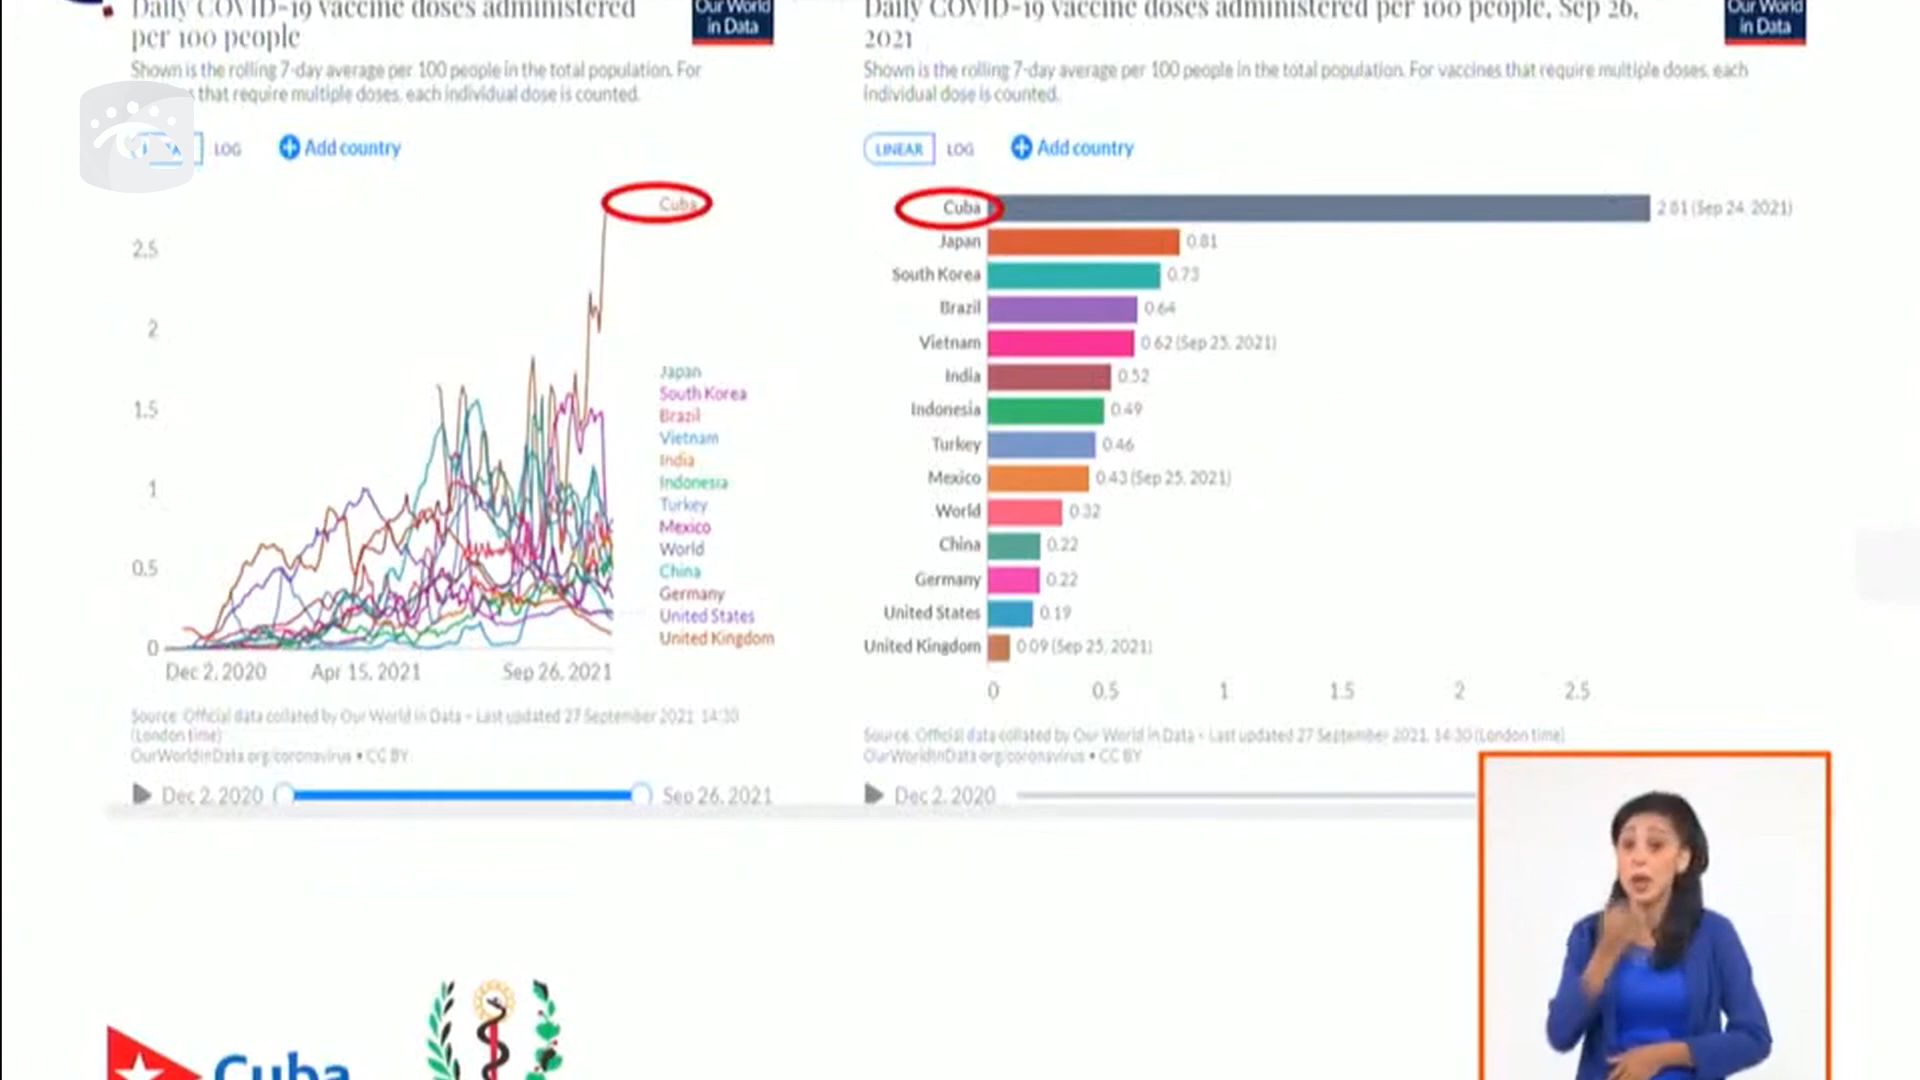 Daily COVID-19 vaccine doses administered
per 100 people
Our World
in Data
Shown is the rolling 7-day average per 100 people in the total population. For
that require multiple doses, each individual dose is counted.
LOG
Add country
Cuba
2.5
2
1.5
1
0.5
0
Japan
South Korea
Brazil
Vietnam
India
Indonesia
Turkey
Mexico
World
China
Germany
United States
United Kingdom
Dec 2, 2020 Apr 15, 2021 Sep 26, 2021
Source: Official data collated by Our World in Data – Last updated 27 September 2021, 14:30
(London time)
OurWorldInData.org/coronavirus • CC BY
Dec 2, 2020 Sep 26, 2021
Daily COVID-19 vaccine doses administered per 100 people, Sep 26,
2021
Our World
in Data
Shown is the rolling 7-day average per 100 people in the total population. For vaccines that require multiple doses, each
individual dose is counted.
LINEAR LOG
Add country
Cuba 2.81 (Sep 24, 2021)
Japan 0.81
South Korea 0.73
Brazil 0.64
Vietnam 0.62 (Sep 25, 2021)
India 0.52
Indonesia 0.49
Turkey 0.46
Mexico 0.43 (Sep 25, 2021)
World 0.32
China 0.22
Germany 0.22
United States 0.19
United Kingdom 0.09 (Sep 25, 2021)
0 0.5 1 1.5 2 2.5
Source: Official data collated by Our World in Data – Last updated 27 September 2021, 14:30 (London time)
OurWorldInData.org/coronavirus • CC BY
Dec 2, 2020
Cuba